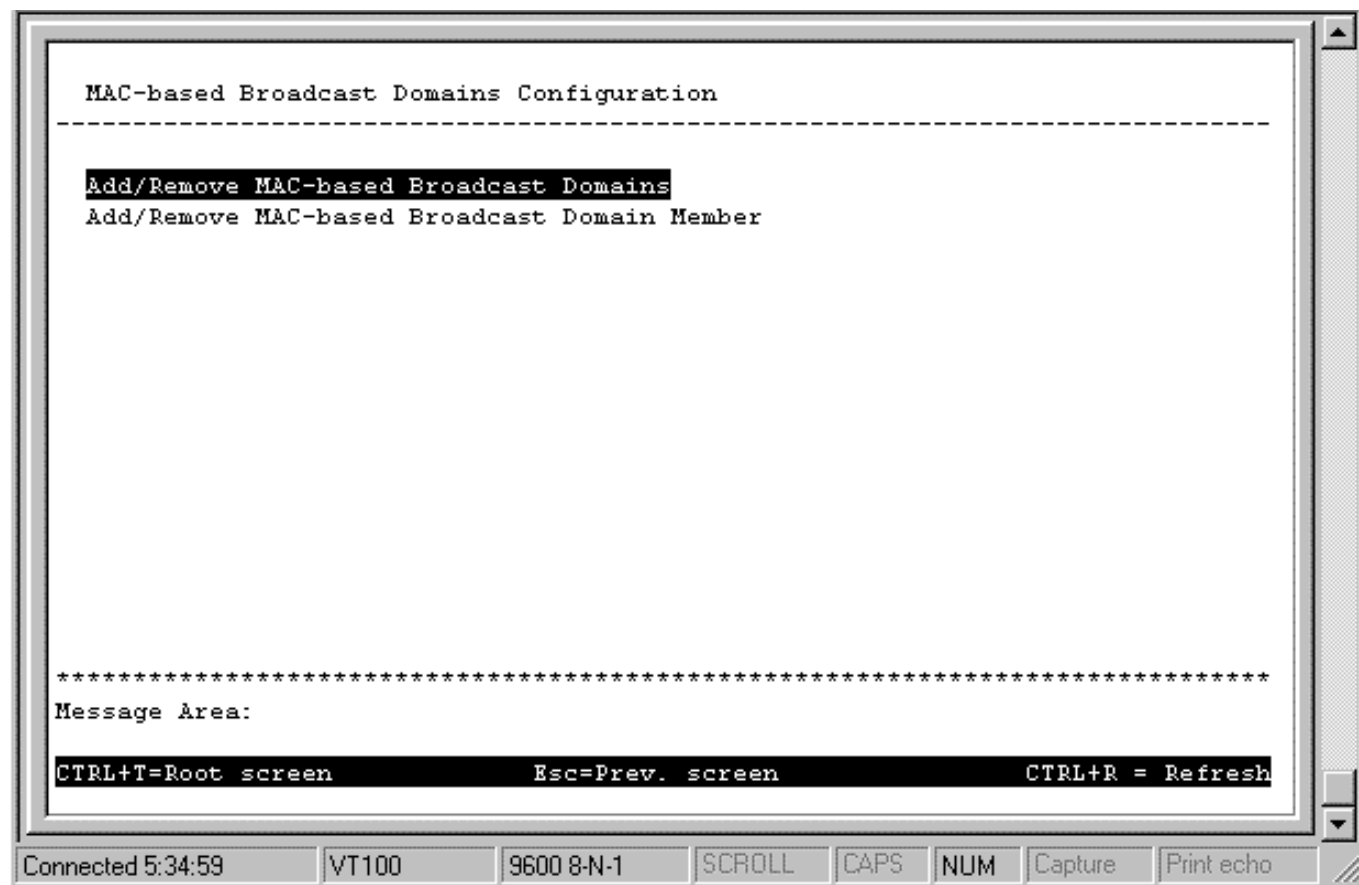 MAC-based Broadcast Domains Configuration
-------------------------------------------------------------------------------
Add/Remove MAC-based Broadcast Domains
Add/Remove MAC-based Broadcast Domain Member
*******************************************************************************
Message Area:
CTRL+T=Root screen Esc=Prev. screen CTRL+R = Refresh
Connected 5:34:59 VT100 9600 8-N-1 SCROLL CAPS NUM Capture Print echo